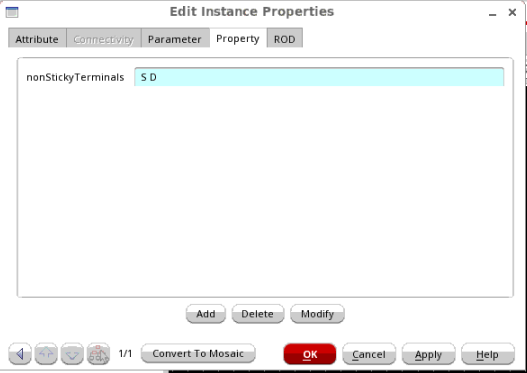 Edit Instance Properties
Attribute Connectivity Parameter Property ROD
nonStickyTerminals S D
Add Delete Modify
1/1 Convert To Mosaic OK Cancel Apply Help